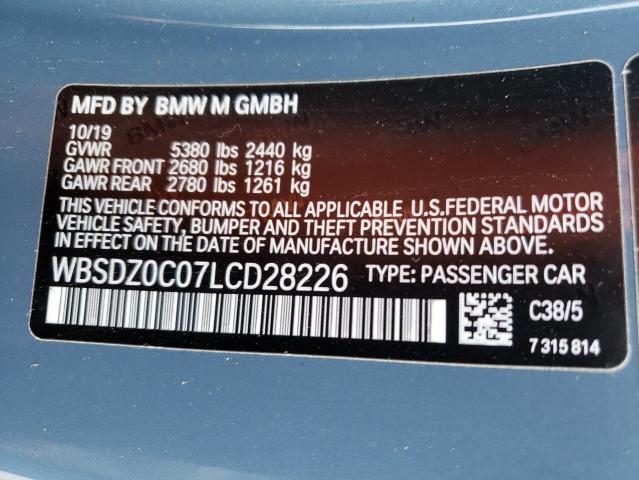 MFD BY BMW M GMBH
10/19
GVWR 5380 lbs 2440 kg
GAWR FRONT 2680 lbs 1216 kg
GAWR REAR 2780 lbs 1261 kg
THIS VEHICLE CONFORMS TO ALL APPLICABLE U.S.FEDERAL MOTOR
VEHICLE SAFETY, BUMPER AND THEFT PREVENTION STANDARDS
IN EFFECT ON THE DATE OF MANUFACTURE SHOWN ABOVE.
WBSDZ0C07LCD28226 TYPE: PASSENGER CAR
C38/5
7 315 814